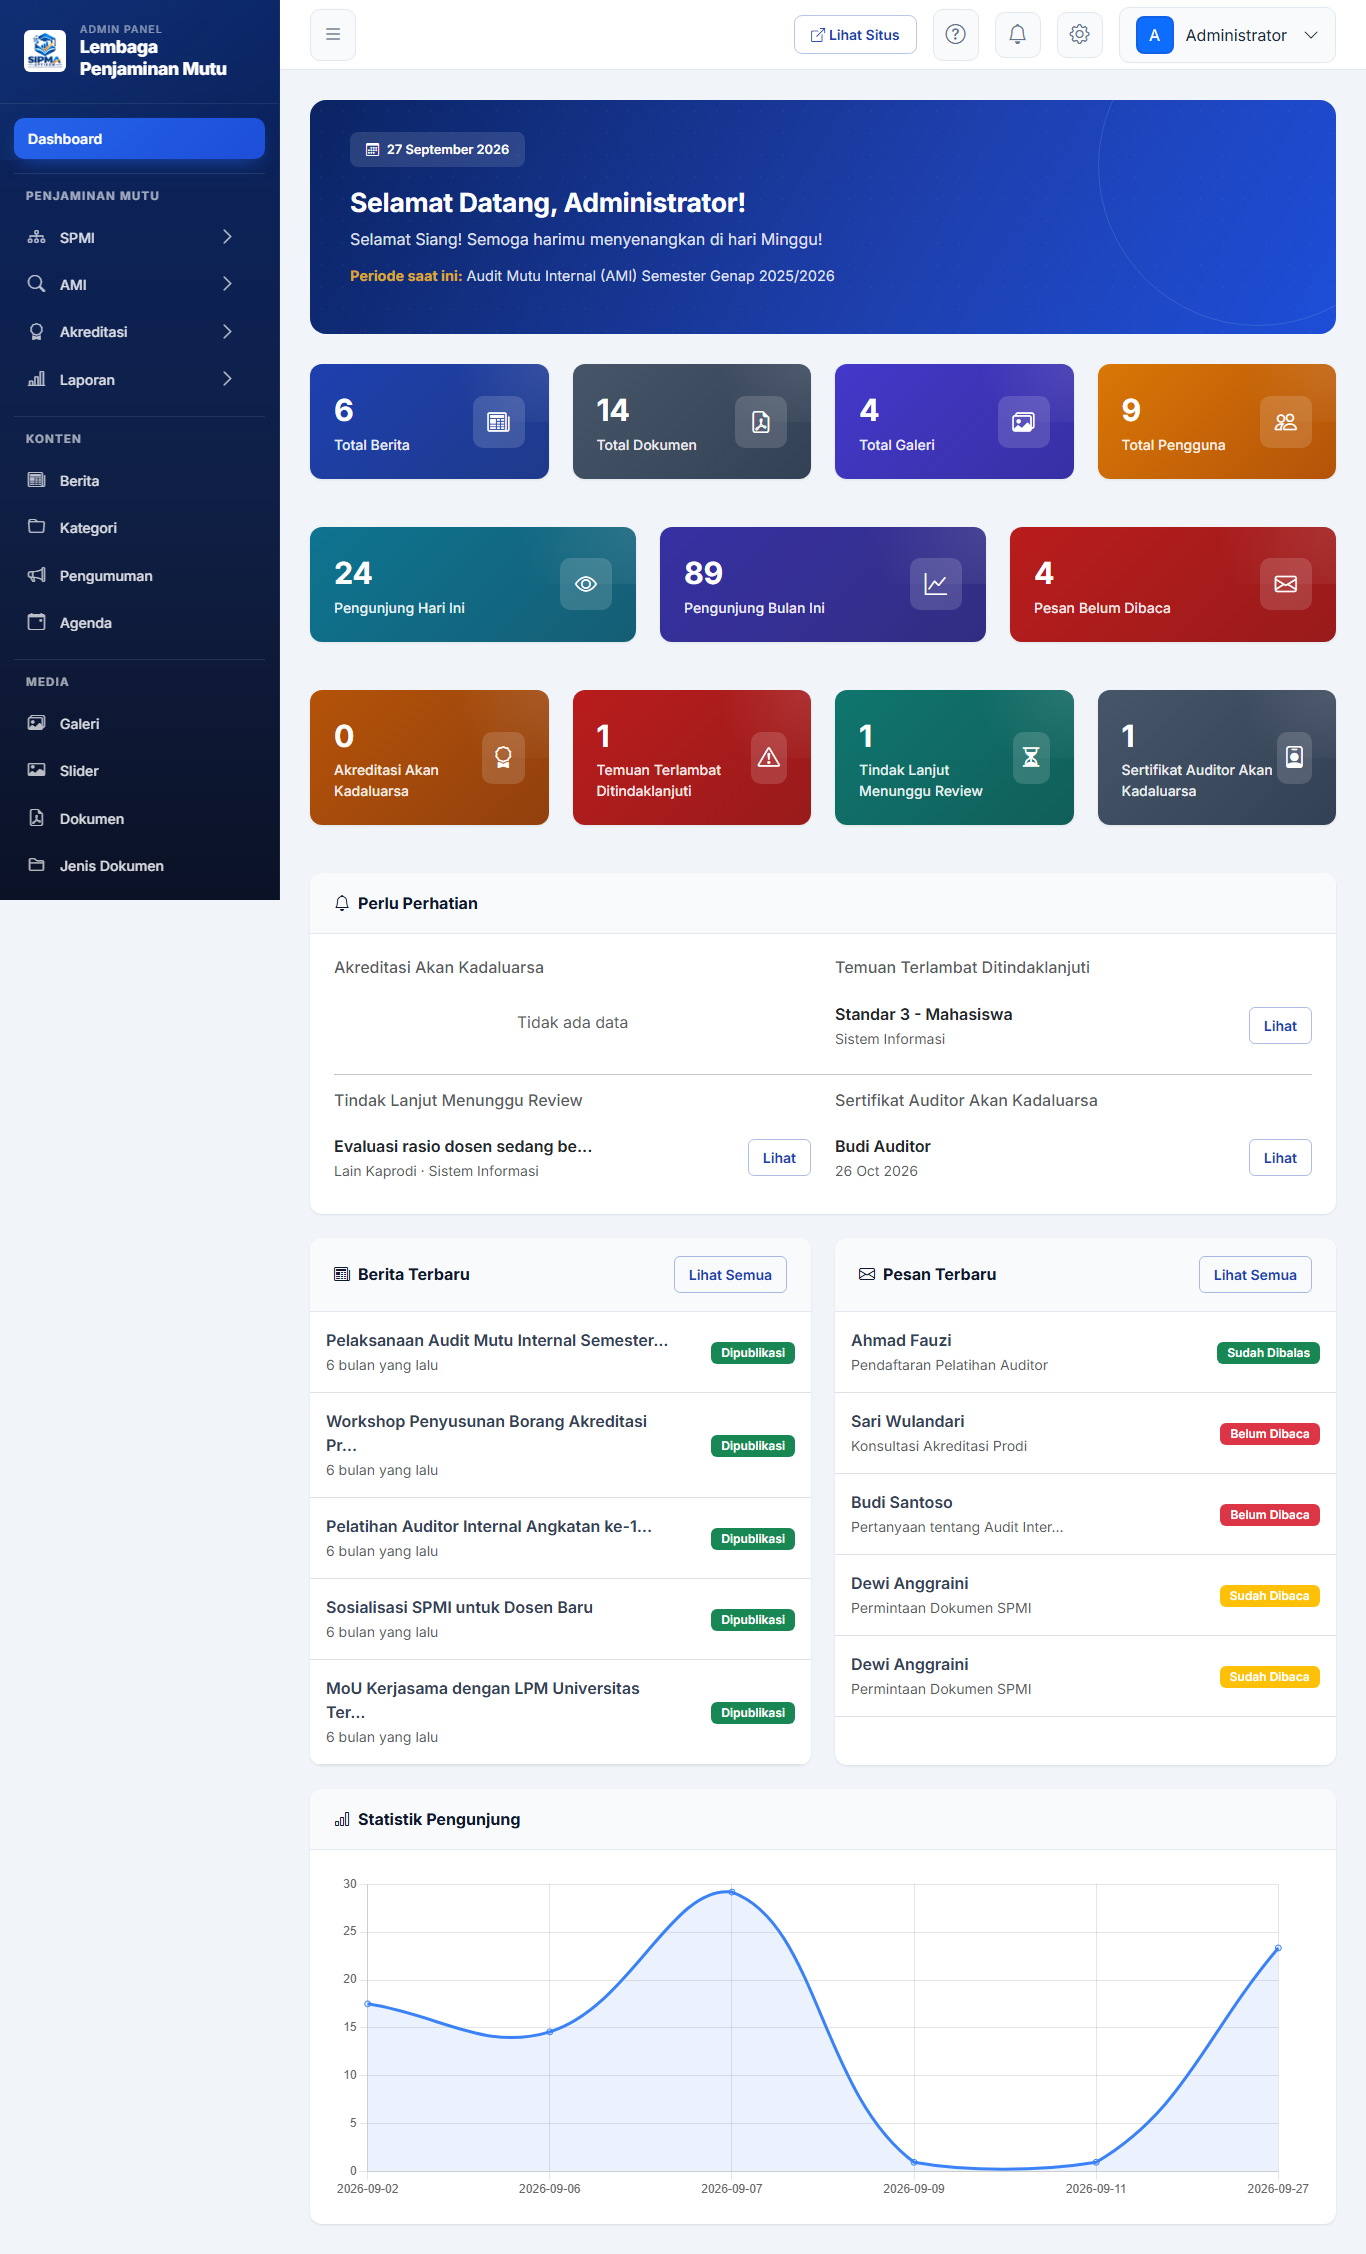 SIPMA
ADMIN PANEL
Lembaga
Penjaminan Mutu
Dashboard
PENJAMINAN MUTU
SPMI
AMI
Akreditasi
Laporan
KONTEN
Berita
Kategori
Pengumuman
Agenda
MEDIA
Galeri
Slider
Dokumen
Jenis Dokumen
Lihat Situs
A Administrator
27 September 2026
Selamat Datang, Administrator!
Selamat Siang! Semoga harimu menyenangkan di hari Minggu!
Periode saat ini: Audit Mutu Internal (AMI) Semester Genap 2025/2026
6
Total Berita
14
Total Dokumen
4
Total Galeri
9
Total Pengguna
24
Pengunjung Hari Ini
89
Pengunjung Bulan Ini
4
Pesan Belum Dibaca
0
Akreditasi Akan
Kadaluarsa
1
Temuan Terlambat
Ditindaklanjuti
1
Tindak Lanjut
Menunggu Review
1
Sertifikat Auditor Akan
Kadaluarsa
Perlu Perhatian
Akreditasi Akan Kadaluarsa
Tidak ada data
Temuan Terlambat Ditindaklanjuti
Standar 3 - Mahasiswa
Sistem Informasi
Lihat
Tindak Lanjut Menunggu Review
Evaluasi rasio dosen sedang be...
Lain Kaprodi · Sistem Informasi
Lihat
Sertifikat Auditor Akan Kadaluarsa
Budi Auditor
26 Oct 2026
Lihat
Berita Terbaru
Lihat Semua
Pelaksanaan Audit Mutu Internal Semester...
6 bulan yang lalu
Dipublikasi
Workshop Penyusunan Borang Akreditasi
Pr...
6 bulan yang lalu
Dipublikasi
Pelatihan Auditor Internal Angkatan ke-1...
6 bulan yang lalu
Dipublikasi
Sosialisasi SPMI untuk Dosen Baru
6 bulan yang lalu
Dipublikasi
MoU Kerjasama dengan LPM Universitas
Ter...
6 bulan yang lalu
Dipublikasi
Pesan Terbaru
Lihat Semua
Ahmad Fauzi
Pendaftaran Pelatihan Auditor
Sudah Dibalas
Sari Wulandari
Konsultasi Akreditasi Prodi
Belum Dibaca
Budi Santoso
Pertanyaan tentang Audit Inter...
Belum Dibaca
Dewi Anggraini
Permintaan Dokumen SPMI
Sudah Dibaca
Dewi Anggraini
Permintaan Dokumen SPMI
Sudah Dibaca
Statistik Pengunjung
30
25
20
15
10
5
0
2026-09-02
2026-09-06
2026-09-07
2026-09-09
2026-09-11
2026-09-27